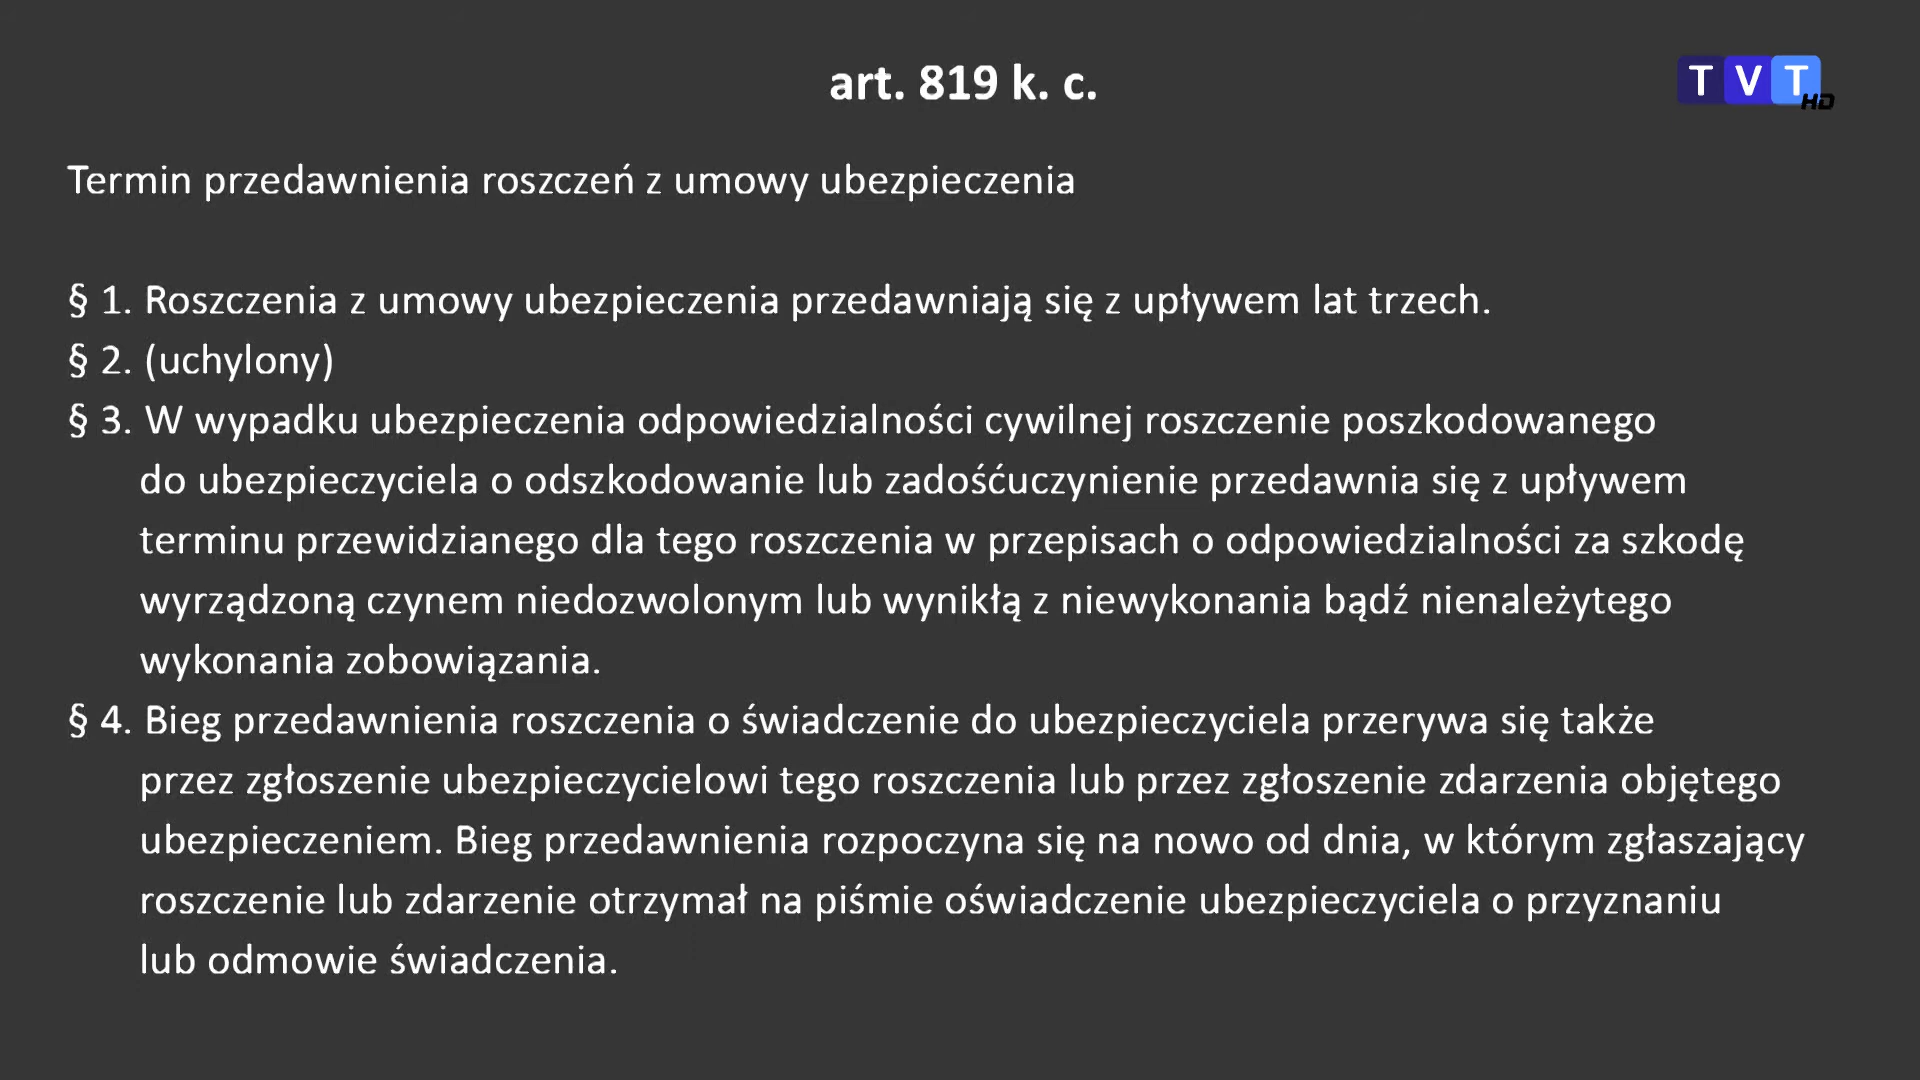 art. 819 k. c.
TVT HD
Termin przedawnienia roszczeń z umowy ubezpieczenia
§ 1. Roszczenia z umowy ubezpieczenia przedawniają się z upływem lat trzech.
§ 2. (uchylony)
§ 3. W wypadku ubezpieczenia odpowiedzialności cywilnej roszczenie poszkodowanego
do ubezpieczyciela o odszkodowanie lub zadośćuczynienie przedawnia się z upływem
terminu przewidzianego dla tego roszczenia w przepisach o odpowiedzialności za szkodę
wyrządzoną czynem niedozwolonym lub wynikłą z niewykonania bądź nienależytego
wykonania zobowiązania.
§ 4. Bieg przedawnienia roszczenia o świadczenie do ubezpieczyciela przerywa się także
przez zgłoszenie ubezpieczycielowi tego roszczenia lub przez zgłoszenie zdarzenia objętego
ubezpieczeniem. Bieg przedawnienia rozpoczyna się na nowo od dnia, w którym zgłaszający
roszczenie lub zdarzenie otrzymał na piśmie oświadczenie ubezpieczyciela o przyznaniu
lub odmowie świadczenia.